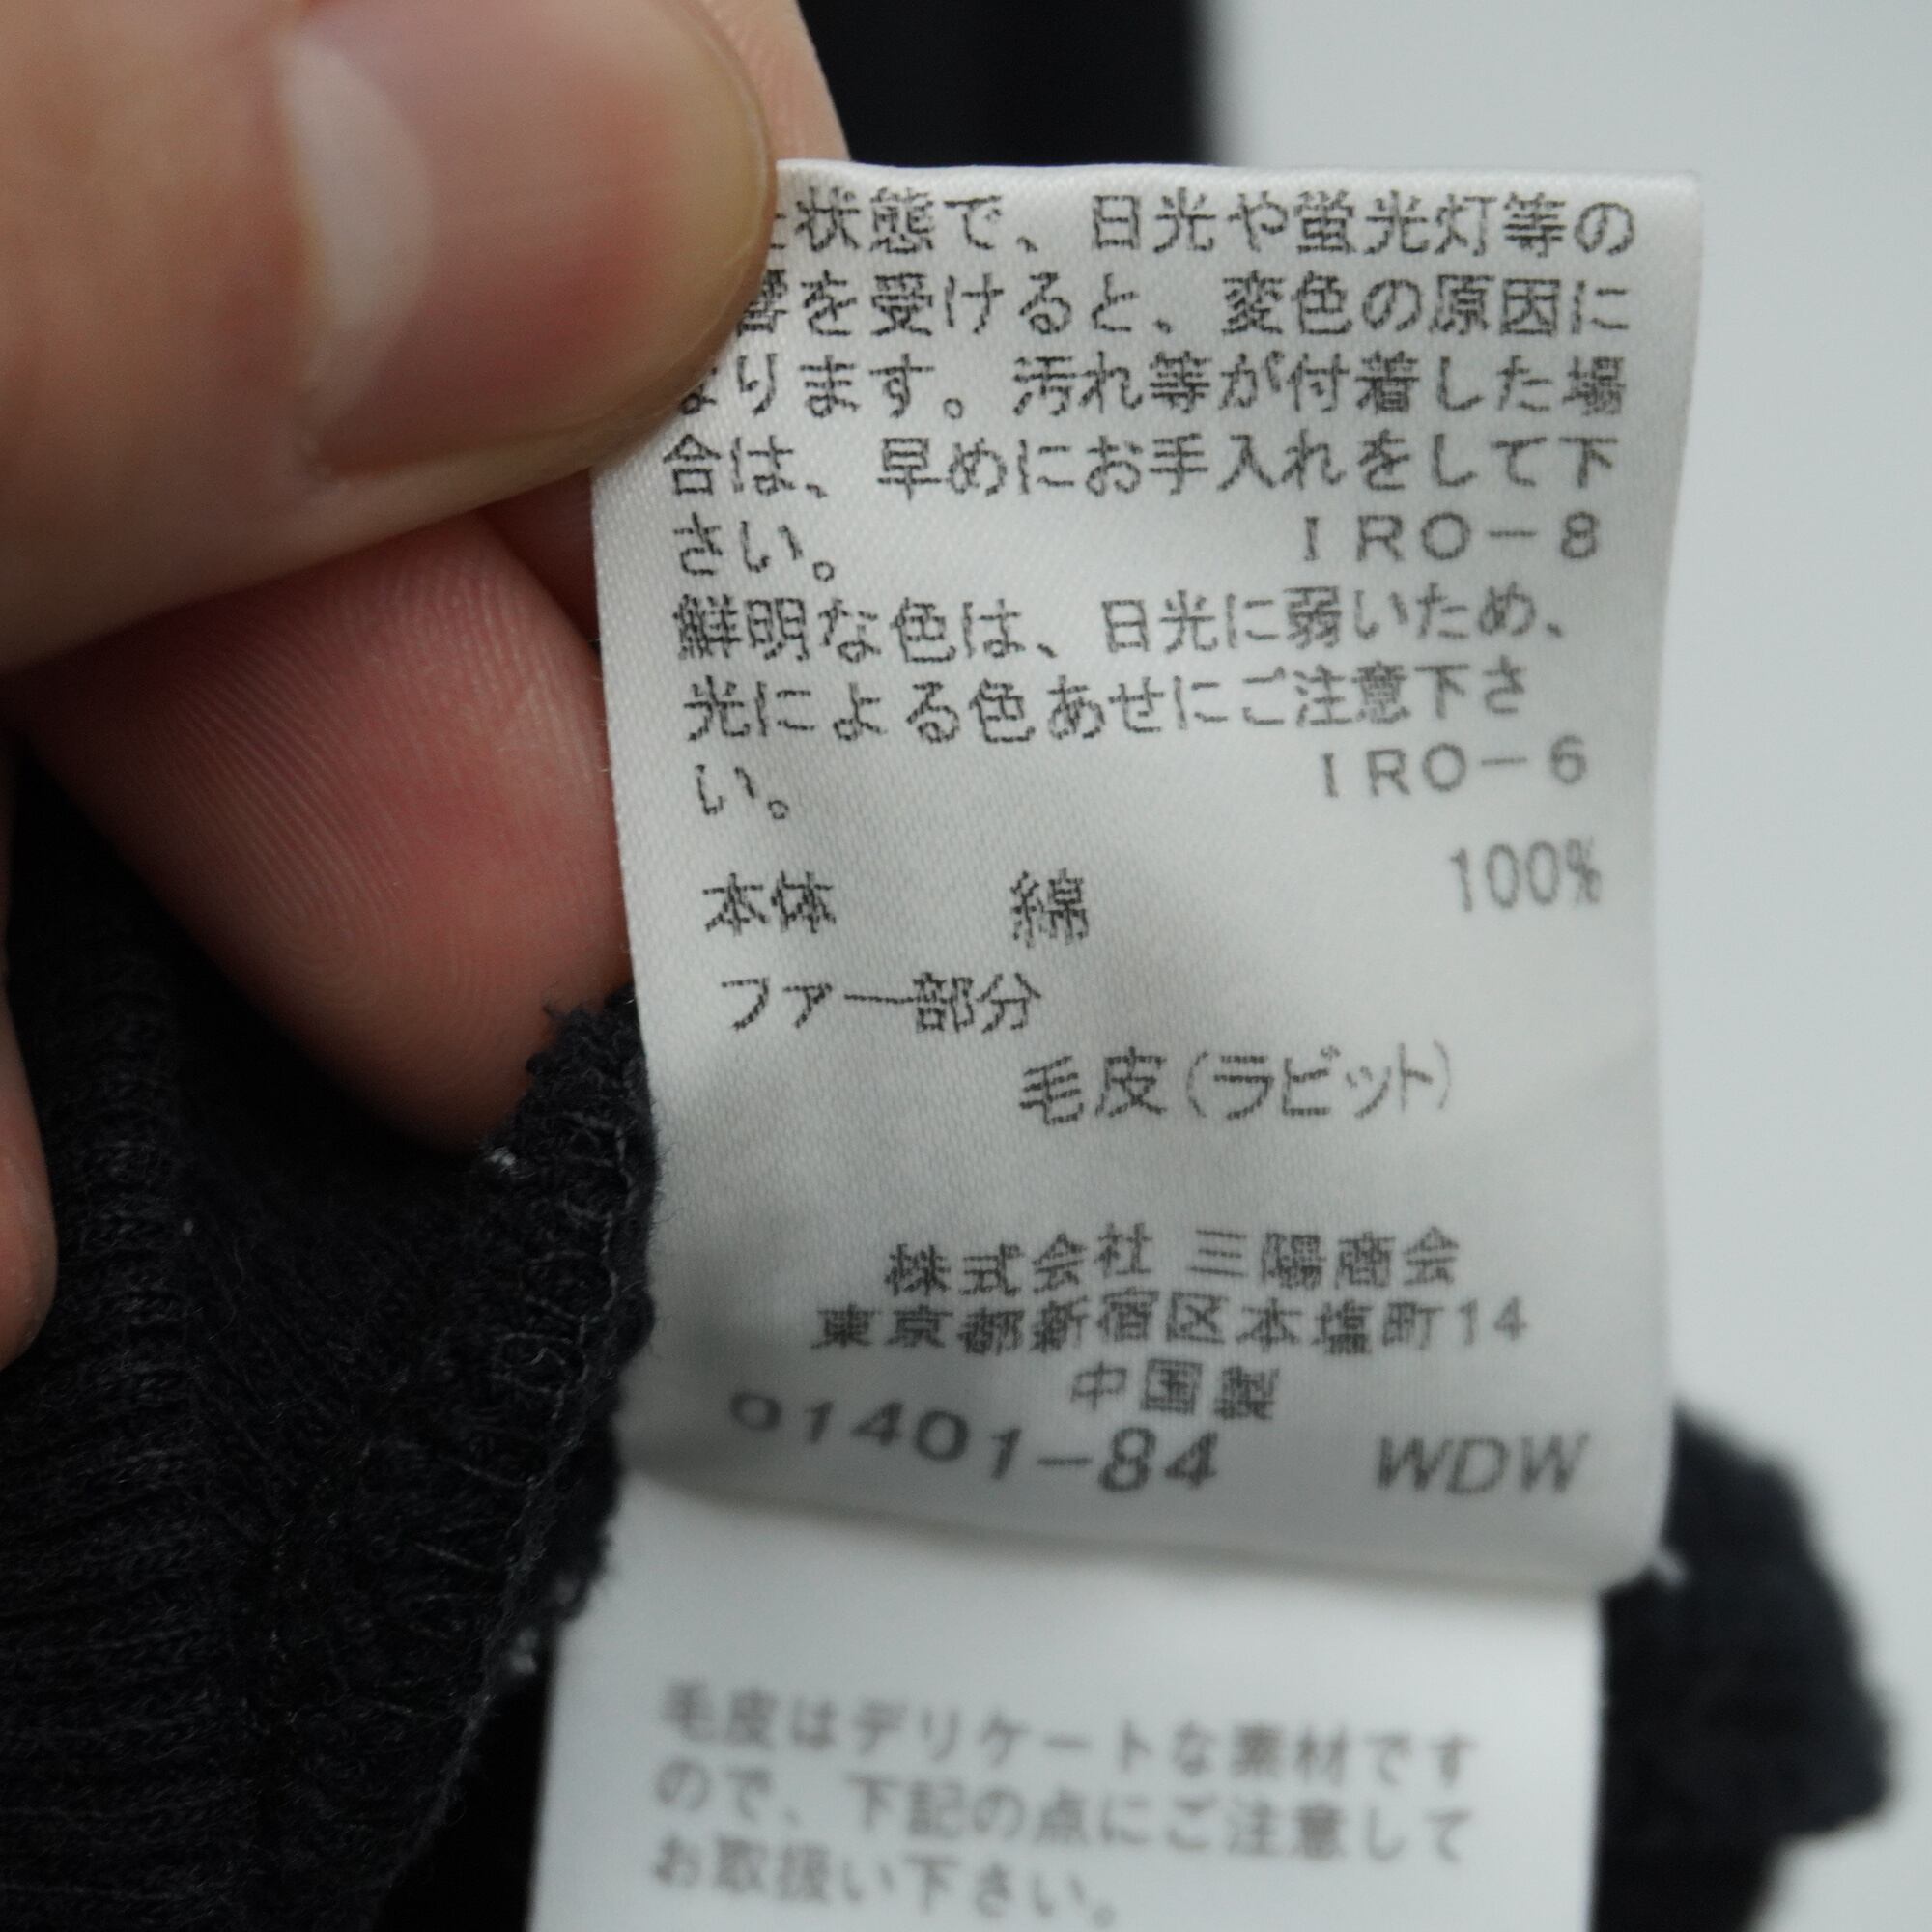 状態で、日光や蛍光灯等の
響を受けると、変色の原因に
ります。汚れ等が付着した場
合は、早めにお手入れをして下
さい。 IRO-8
鮮明な色は、日光に弱いため、
光による色あせにご注意下さ
い。 IRO-6
本体 綿 100%
ファー部分
毛皮(ラビット)
株式会社 三陽商会
東京都新宿区本塩町14
中国製
01401-84 WDW
毛皮はデリケートな素材です
ので、下記の点にご注意して
お取扱い下さい。